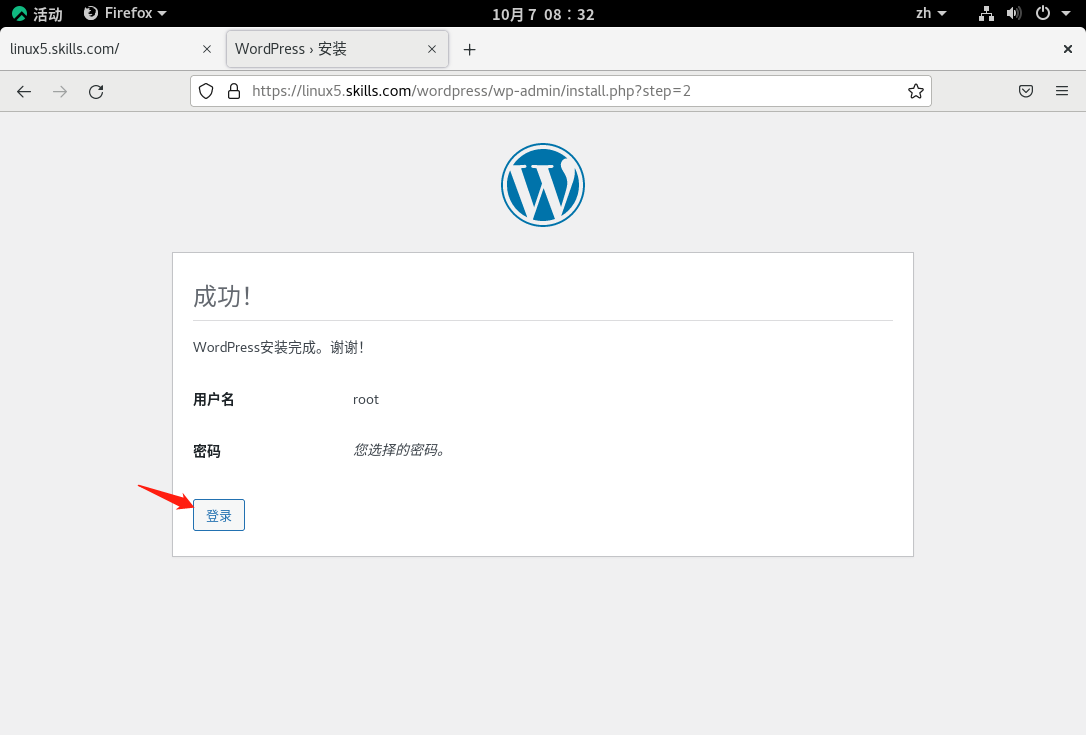 活动 Firefox 10月 7 08：32 zh
linux5.skills.com/ WordPress › 安装
https://linux5.skills.com/wordpress/wp-admin/install.php?step=2
成功！
WordPress安装完成。谢谢！
用户名 root
密码 您选择的密码。
登录